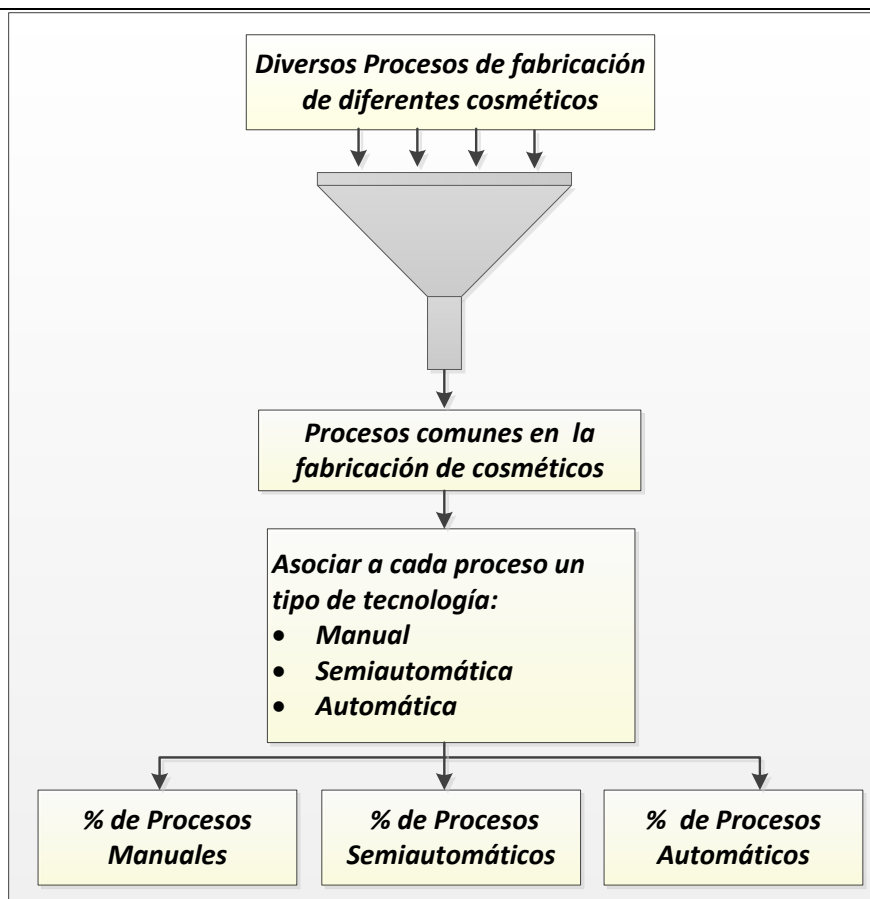 Diversos Procesos de fabricación
de diferentes cosméticos
Procesos comunes en la
fabricación de cosméticos
Asociar a cada proceso un
tipo de tecnología:
• Manual
• Semiautomática
• Automática
% de Procesos
Manuales
% de Procesos
Semiautomáticos
% de Procesos
Automáticos